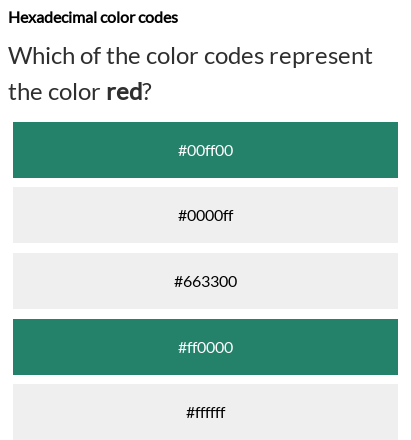 Hexadecimal color codes
Which of the color codes represent
the color red?
#00ff00
#0000ff
#663300
#ff0000
#ffffff